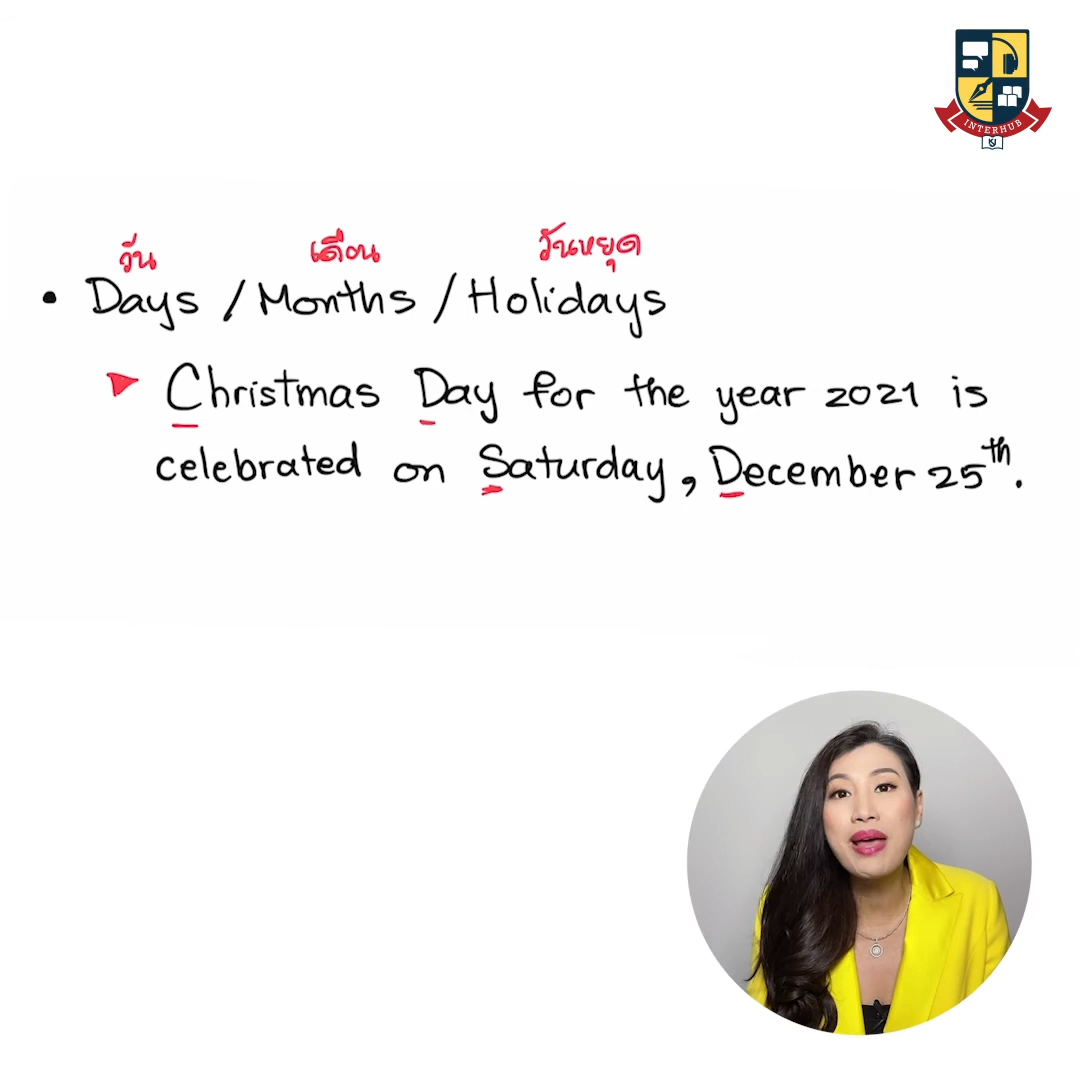 INTERHUB
วัน เดือน วันหยุด
• Days / Months / Holidays
Christmas Day for the year 2021 is
celebrated on Saturday, December 25th.